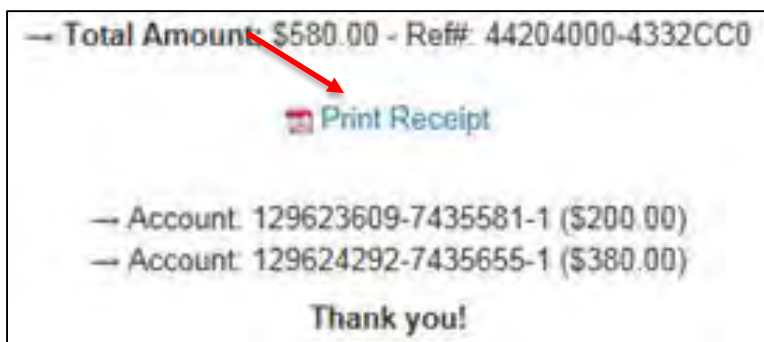 → Total Amount: $580.00 - Ref#: 44204000-4332CC0
Print Receipt
→ Account: 129623609-7435581-1 ($200.00)
→ Account: 129624292-7435655-1 ($380.00)
Thank you!